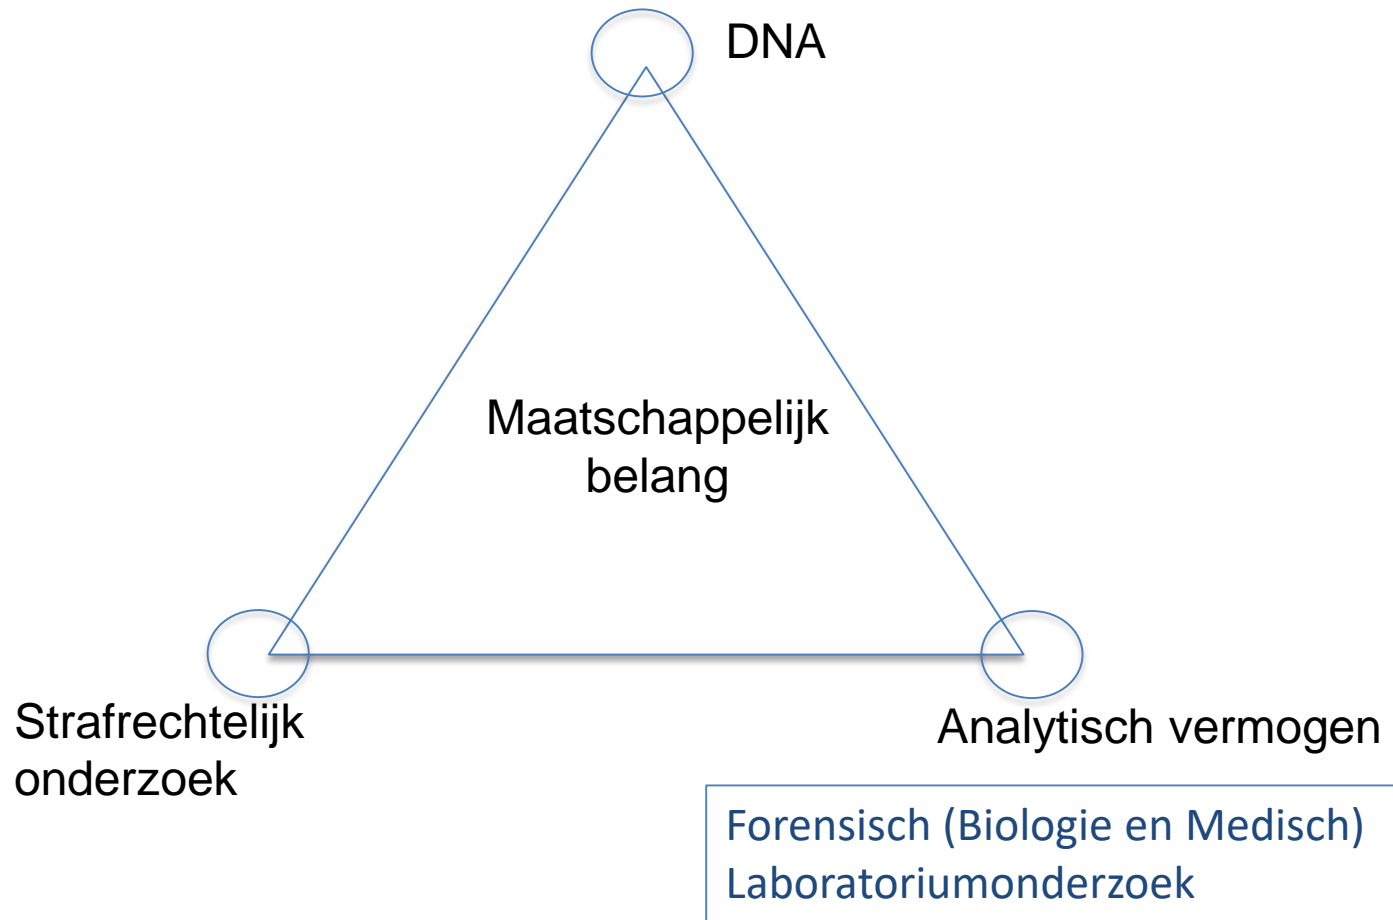 DNA
Maatschappelijk
belang
Strafrechtelijk
onderzoek
Analytisch vermogen
Forensisch (Biologie en Medisch)
Laboratoriumonderzoek